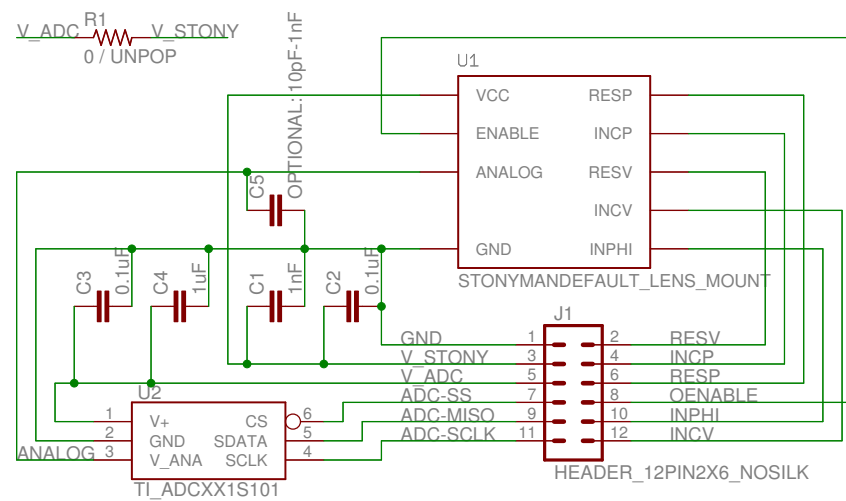 R1
V_ADC V_STONY
0 / UNPOP
OPTIONAL: 10pF-1nF
U1
VCC RESP
ENABLE INCP
ANALOG RESV
INCV
GND INPHI
STONYMANDEFAULT_LENS_MOUNT
C5
C3 0.1uF
C4 1uF
C1 1nF
C2 0.1uF
J1
GND 1 2 RESV
V_STONY 3 4 INCP
V_ADC 5 6 RESP
ADC-SS 7 8 OENABLE
ADC-MISO 9 10 INPHI
ADC-SCLK 11 12 INCV
HEADER_12PIN2X6_NOSILK
U2
1 V+ CS 6
2 GND SDATA 5
ANALOG 3 V_ANA SCLK 4
TI_ADCXX1S101